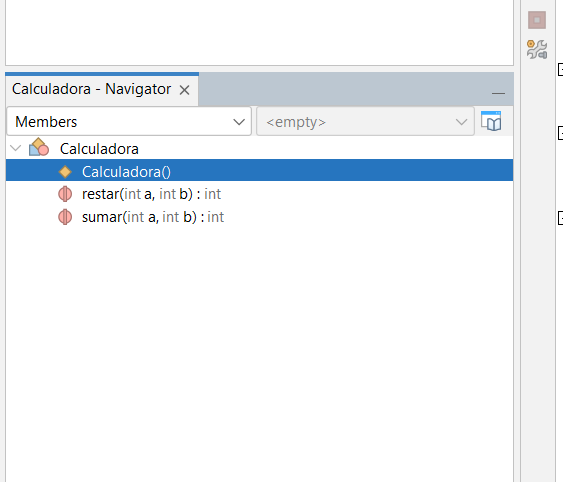 Calculadora - Navigator
Members
<empty>
Calculadora
Calculadora()
restar(int a, int b) : int
sumar(int a, int b) : int